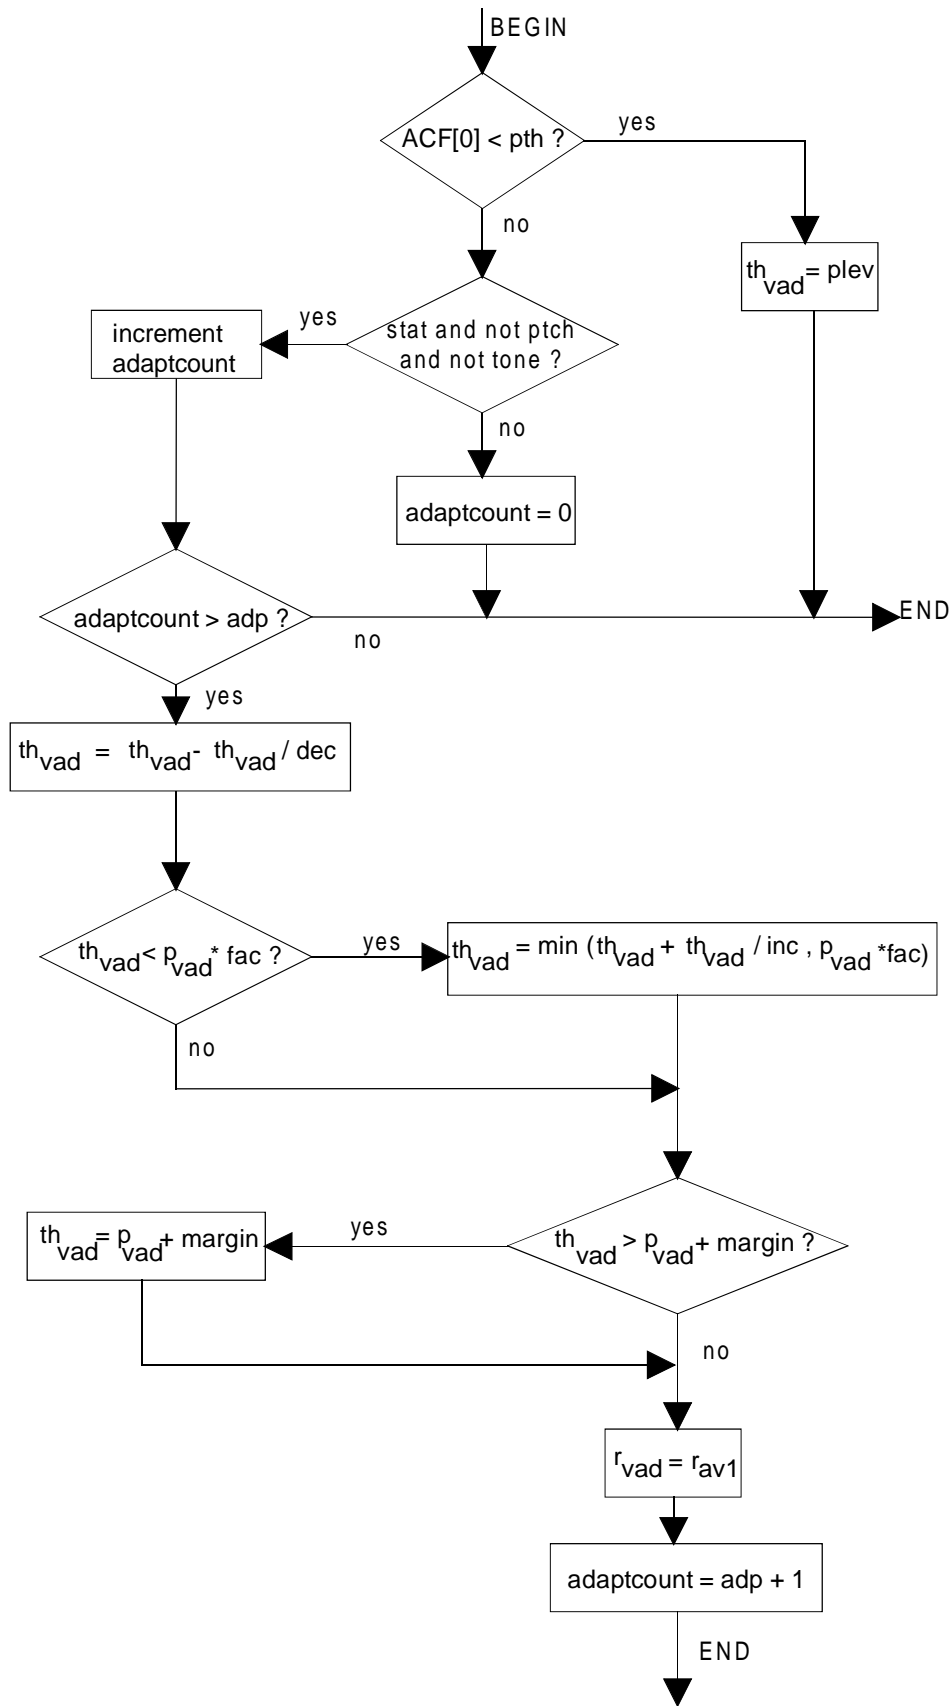 BEGIN
ACF[0] < pth ?
yes
no
th_vad = plev
stat and not ptch
and not tone ?
yes
increment
adaptcount
no
adaptcount = 0
adaptcount > adp ?
no
END
yes
th_vad = th_vad - th_vad / dec
th_vad < p_vad * fac ?
yes
th_vad = min (th_vad + th_vad / inc , p_vad *fac)
no
th_vad > p_vad + margin ?
yes
th_vad = p_vad + margin
no
r_vad = r_av1
adaptcount = adp + 1
END